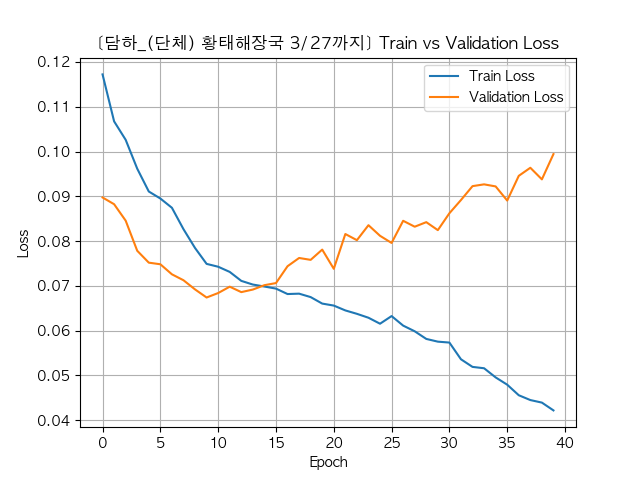 [담하_(단체) 황태해장국 3/27까지] Train vs Validation Loss
Train Loss
Validation Loss
0.12
0.11
0.10
0.09
0.08
0.07
0.06
0.05
0.04
Loss
0 5 10 15 20 25 30 35 40
Epoch